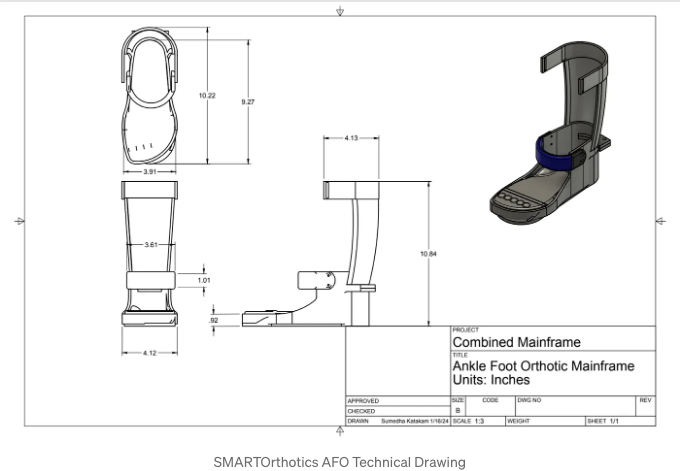 10.22
9.27
3.91
4.13
3.61
1.01
10.84
.92
4.12
PROJECT
Combined Mainframe
TITLE
Ankle Foot Orthotic Mainframe
Units: Inches
APPROVED
SIZE CODE DWG NO REV
CHECKED
B
DRAWN Sumedha Katakam 1/16/24 SCALE 1:3 WEIGHT SHEET 1/1
SMARTOrthotics AFO Technical Drawing